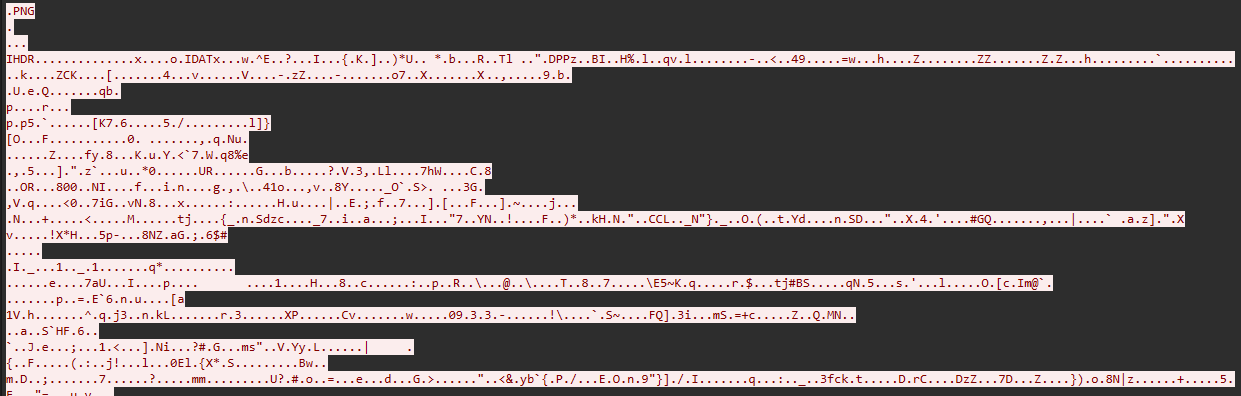 .PNG
.
...
IHDR.............x....o.IDATx...w.^E..?...I...{.K.]..)*U.. *.b...R..Tl ..".DPPz..BI..H%.l..qv.l........-..<..49.....=w...h....Z........ZZ.......Z.Z...h.........`..........
..k....ZCK....[.......4...v......V....-.zZ....-.......o7..X.......X..,.....9.b.
.U.e.Q.......qb.
p....r...
p.p5.`......[K7.6.....5./.........l]}
[O...F...........0. .......,.q.Nu.
......Z....fy.8...K.u.Y.<`7.W.q8%e
.,.5...].".z`...u..*0......UR......G...b.....?.V.3,.Ll....7hW....C.8
..OR...800..NI....f...i.n....g.,.\..41o...,v..8Y....._O`.S>. ...3G.
,V.q....<0..7iG..vN.8...x.....:......H.u....|..E.;.f..7...].[...F...].~....j...
.N...+.....<.....M......tj....{_.n.Sdzc...._7..i..a...;...I..."7..YN..!....F..)*..kH.N."..CCL.._N"}._..O.(..t.Yd....n.SD..."..X.4.'....#GQ.......,...|....` .a.z].".X
v.....!X*H...5p-...8NZ.aG.;.6$#
.....
.I._...1.._.1.......q*..........
......e....7aU...I....p.... ....1....H...8..c......:..p..R..\...@..\....T..8..7.....\E5~K.q.....r.$...tj#BS.....qN.5...s.'...l.....O.[c.Im@`.
.......p..=.E`6.n.u....[a
1V.h.......^.q.j3..n.kL.......r.3.....XP......Cv.......w.....09.3.3.-......!\....`.S~....FQ].3i...mS.=+c.....Z..Q.MN..
..a..S`HF.6..
`..J.e...;...1.<...].Ni...?#.G...ms"..V.Yy.L......| .
{..F....(.:..j!...l...0El.{X*.S.........Bw..
m.D..;.......7......?.....mm.........U?.#.o..=...e...d...G.>......"..<&.yb`{.P./...E.O.n.9"}]./.I.......q...:.._..3fck.t.....D.rC....DzZ...7D...Z....}).o.8N|z......+.....5.